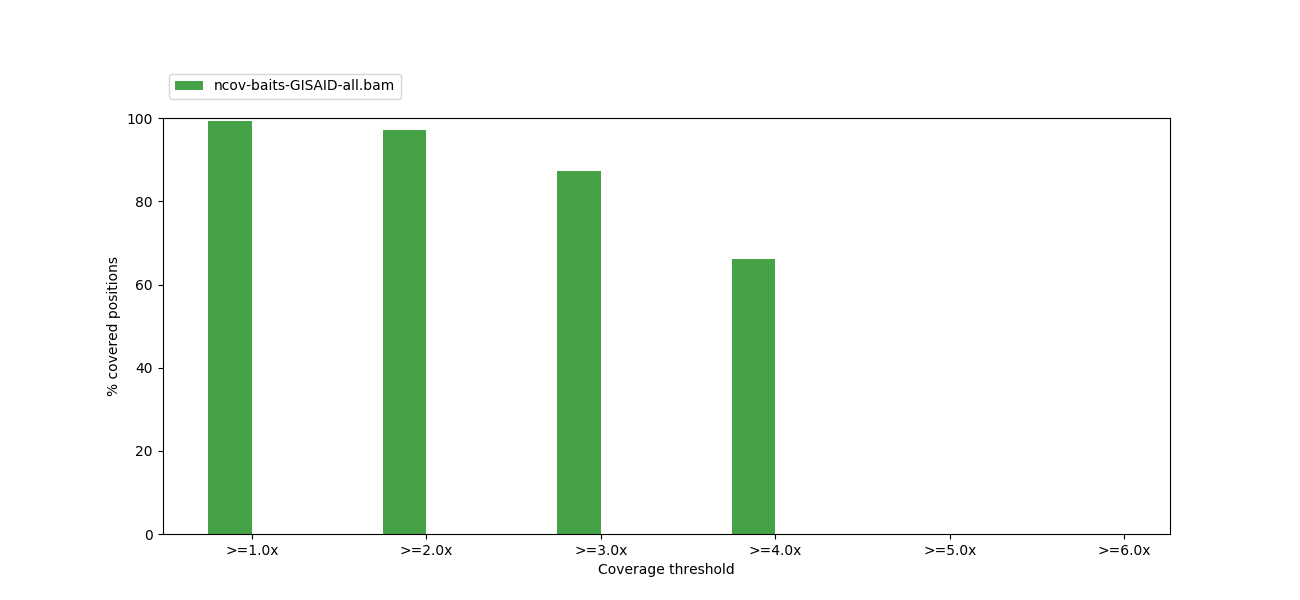 ncov-baits-GISAID-all.bam
100
80
60
40
20
0
% covered positions
>=1.0x >=2.0x >=3.0x >=4.0x >=5.0x >=6.0x
Coverage threshold